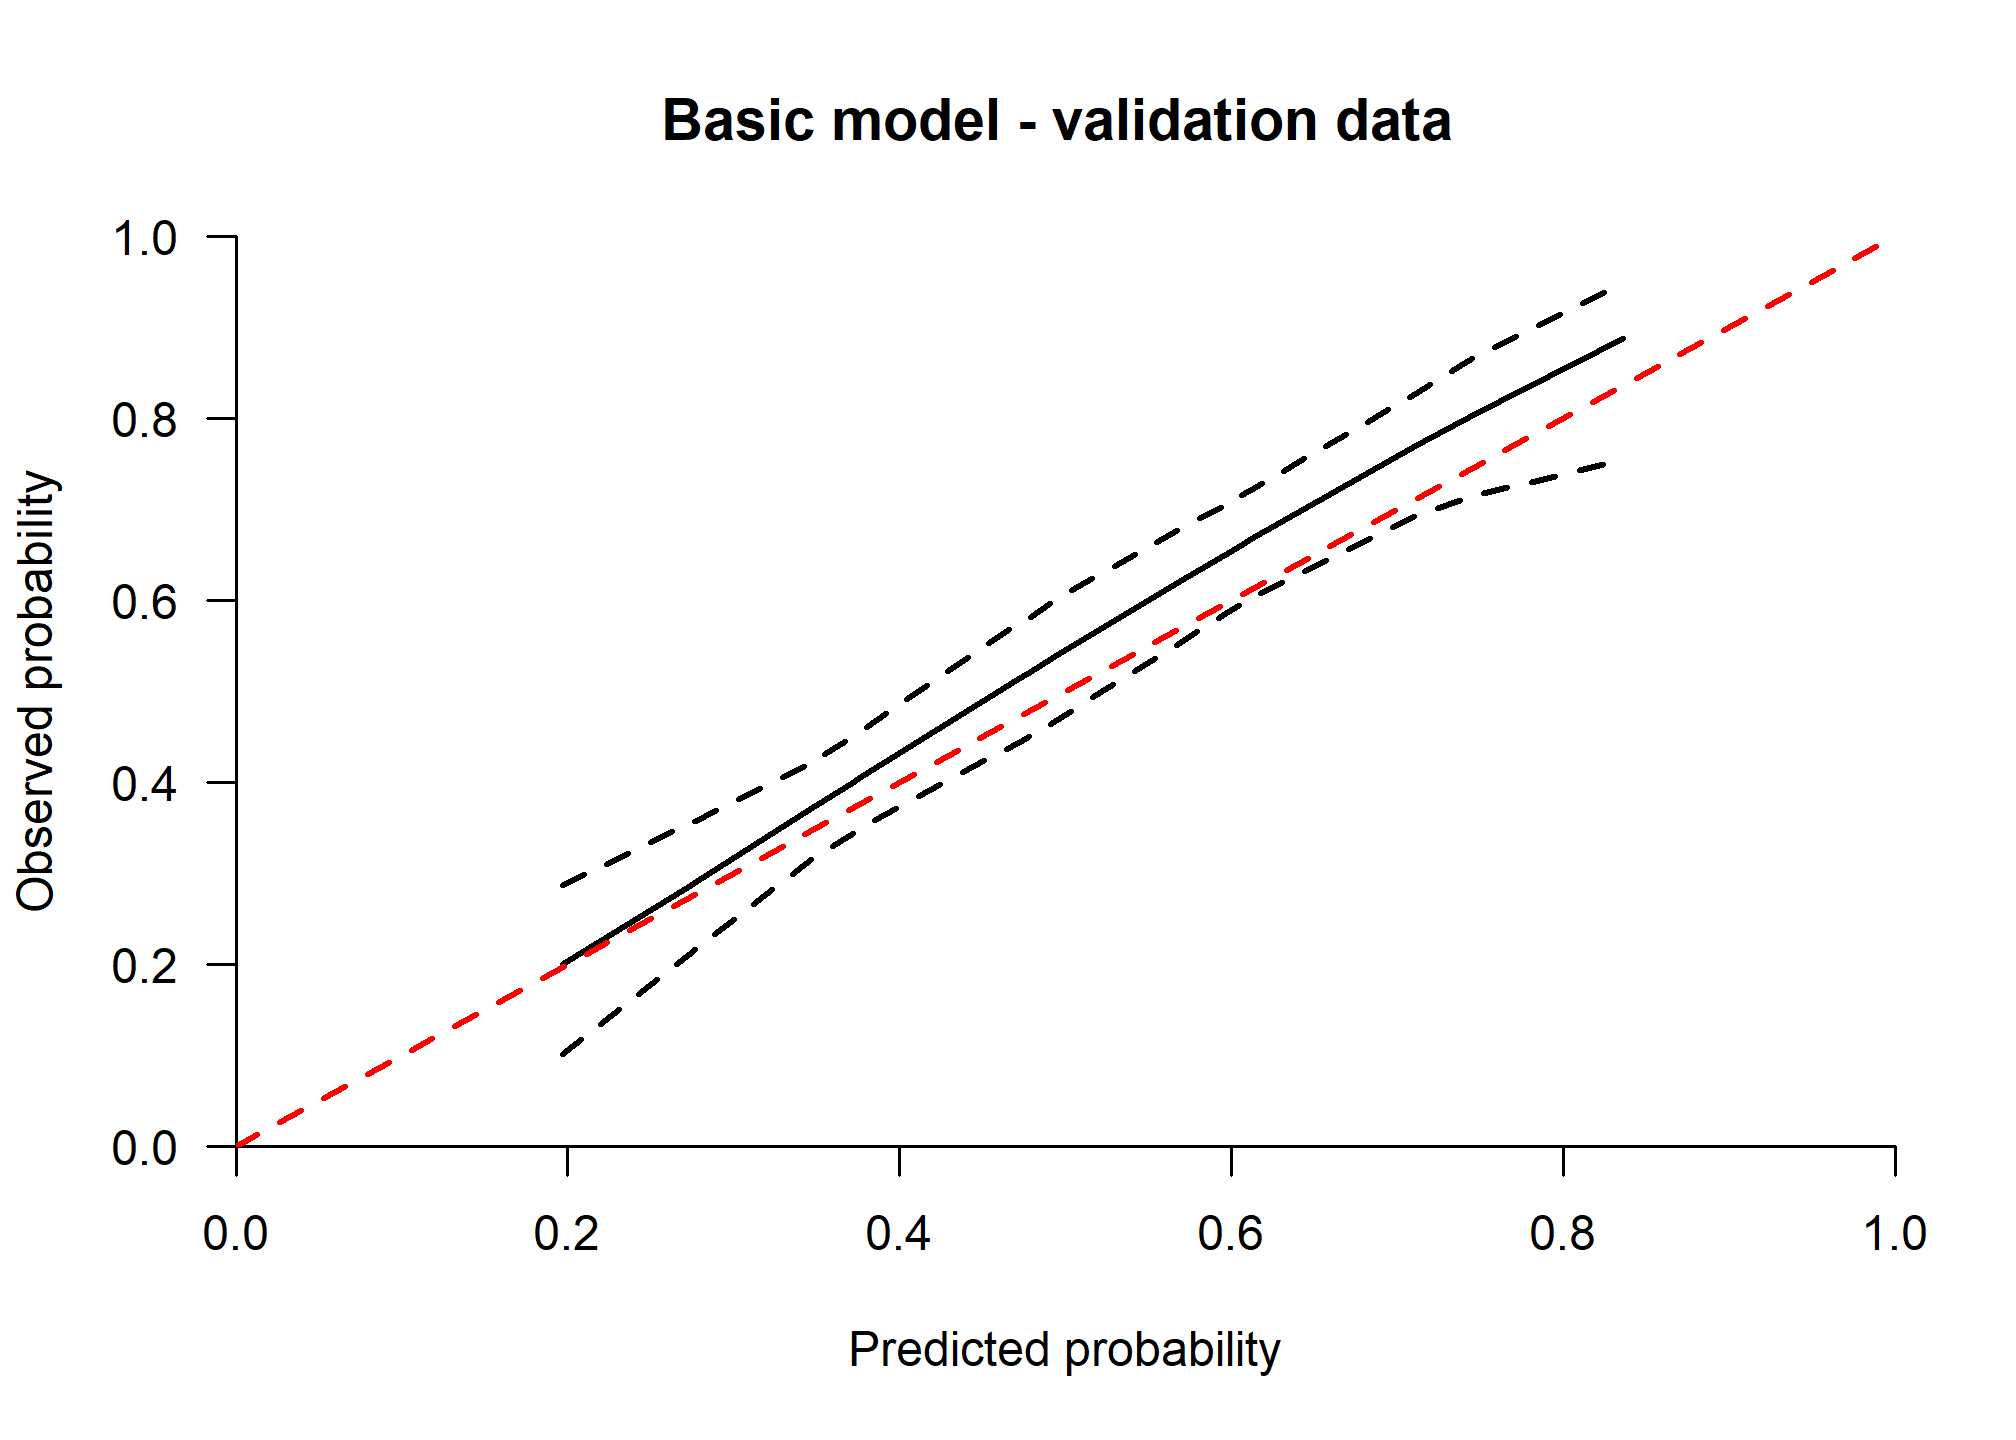 Basic model - validation data
1.0
0.8
0.6
0.4
0.2
0.0
Observed probability
0.0 0.2 0.4 0.6 0.8 1.0
Predicted probability